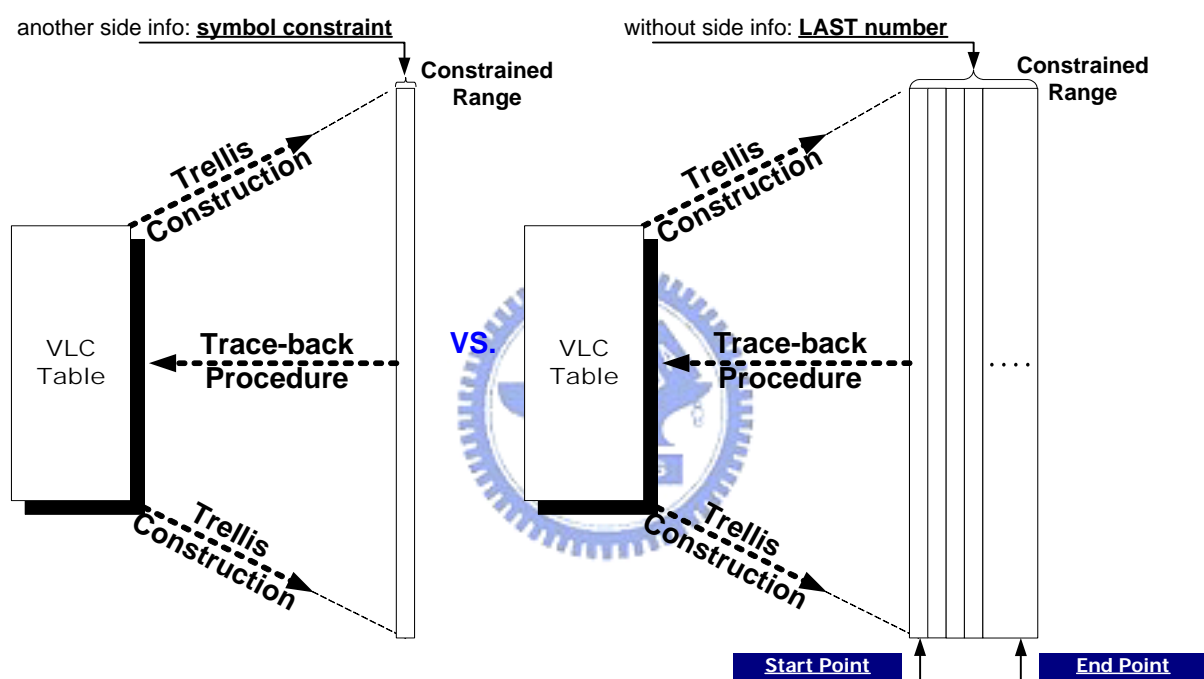 another side info: symbol constraint
Constrained
Range
Trellis
Construction
VLC
Table
Trace-back
Procedure
Trellis
Construction
VS.
without side info: LAST number
Constrained
Range
Trellis
Construction
VLC
Table
Trace-back
Procedure
....
Trellis
Construction
Start Point
End Point